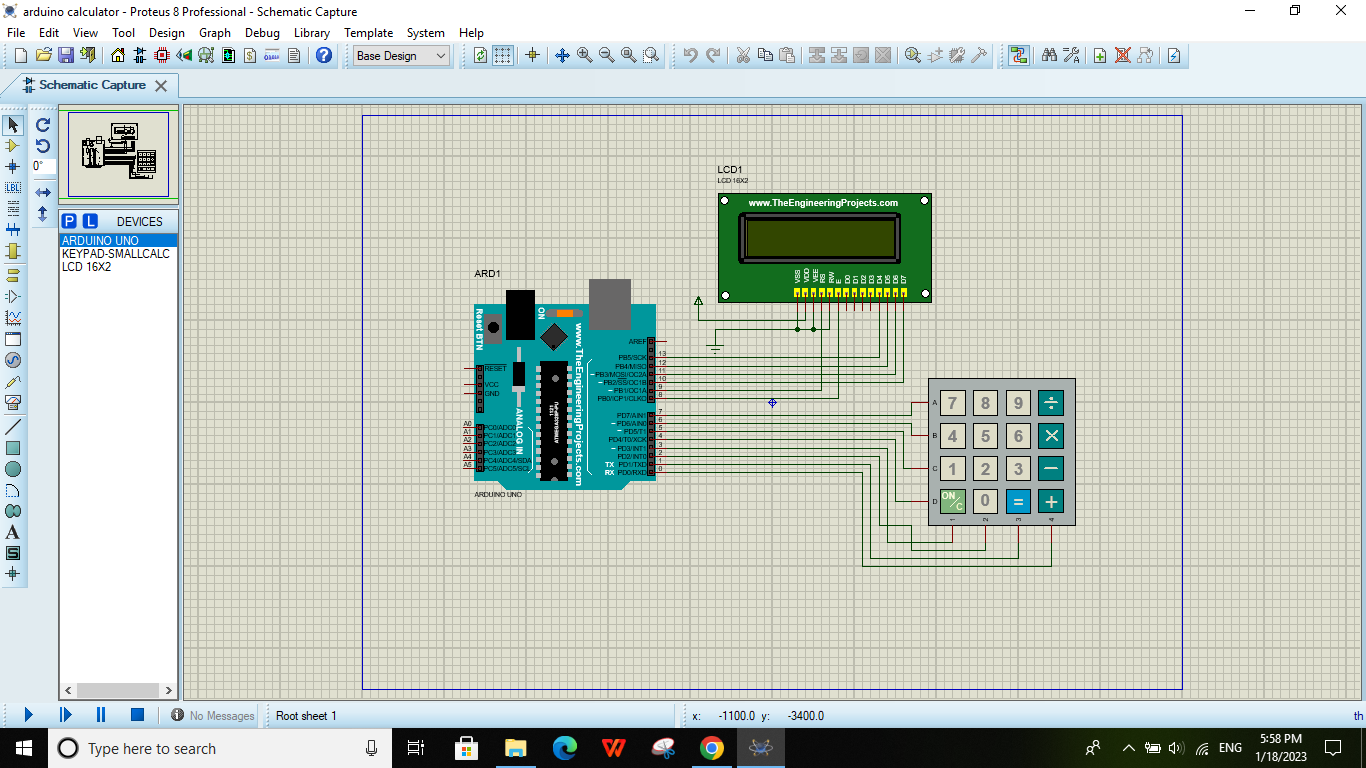 arduino calculator - Proteus 8 Professional - Schematic Capture
File Edit View Tool Design Graph Debug Library Template System Help
Base Design
Schematic Capture
0°
LBL
P L DEVICES
ARDUINO UNO
KEYPAD-SMALLCALC
LCD 16X2
A
S
LCD1
LCD 16X2
www.TheEngineeringProjects.com
VSS VDD VEE RS RW E D0 D1 D2 D3 D4 D5 D6 D7
ARD1
Reset BTN
ON
www.TheEngineeringProjects.com
ANALOG IN
RESET
VCC
GND
A0 PC0/ADC0
A1 PC1/ADC1
A2 PC2/ADC2
A3 PC3/ADC3
A4 PC4/ADC4/SDA
A5 PC5/ADC5/SCL
AREF
PB5/SCK 13
PB4/MISO 12
PB3/MOSI/OC2A 11
PB2/SS/OC1B 10
PB1/OC1A 9
PB0/ICP1/CLKO 8
PD7/AIN1 7
PD6/AIN0 6
PD5/T1 5
PD4/T0/XCK 4
PD3/INT1 3
PD2/INT0 2
TX PD1/TXD 1
RX PD0/RXD 0
ARDUINO UNO
A 7 8 9 ÷
B 4 5 6 ×
C 1 2 3 −
D ON/C 0 = +
1 2 3 4
No Messages
Root sheet 1
x: -1100.0 y: -3400.0
th
Type here to search
ENG
5:58 PM
1/18/2023